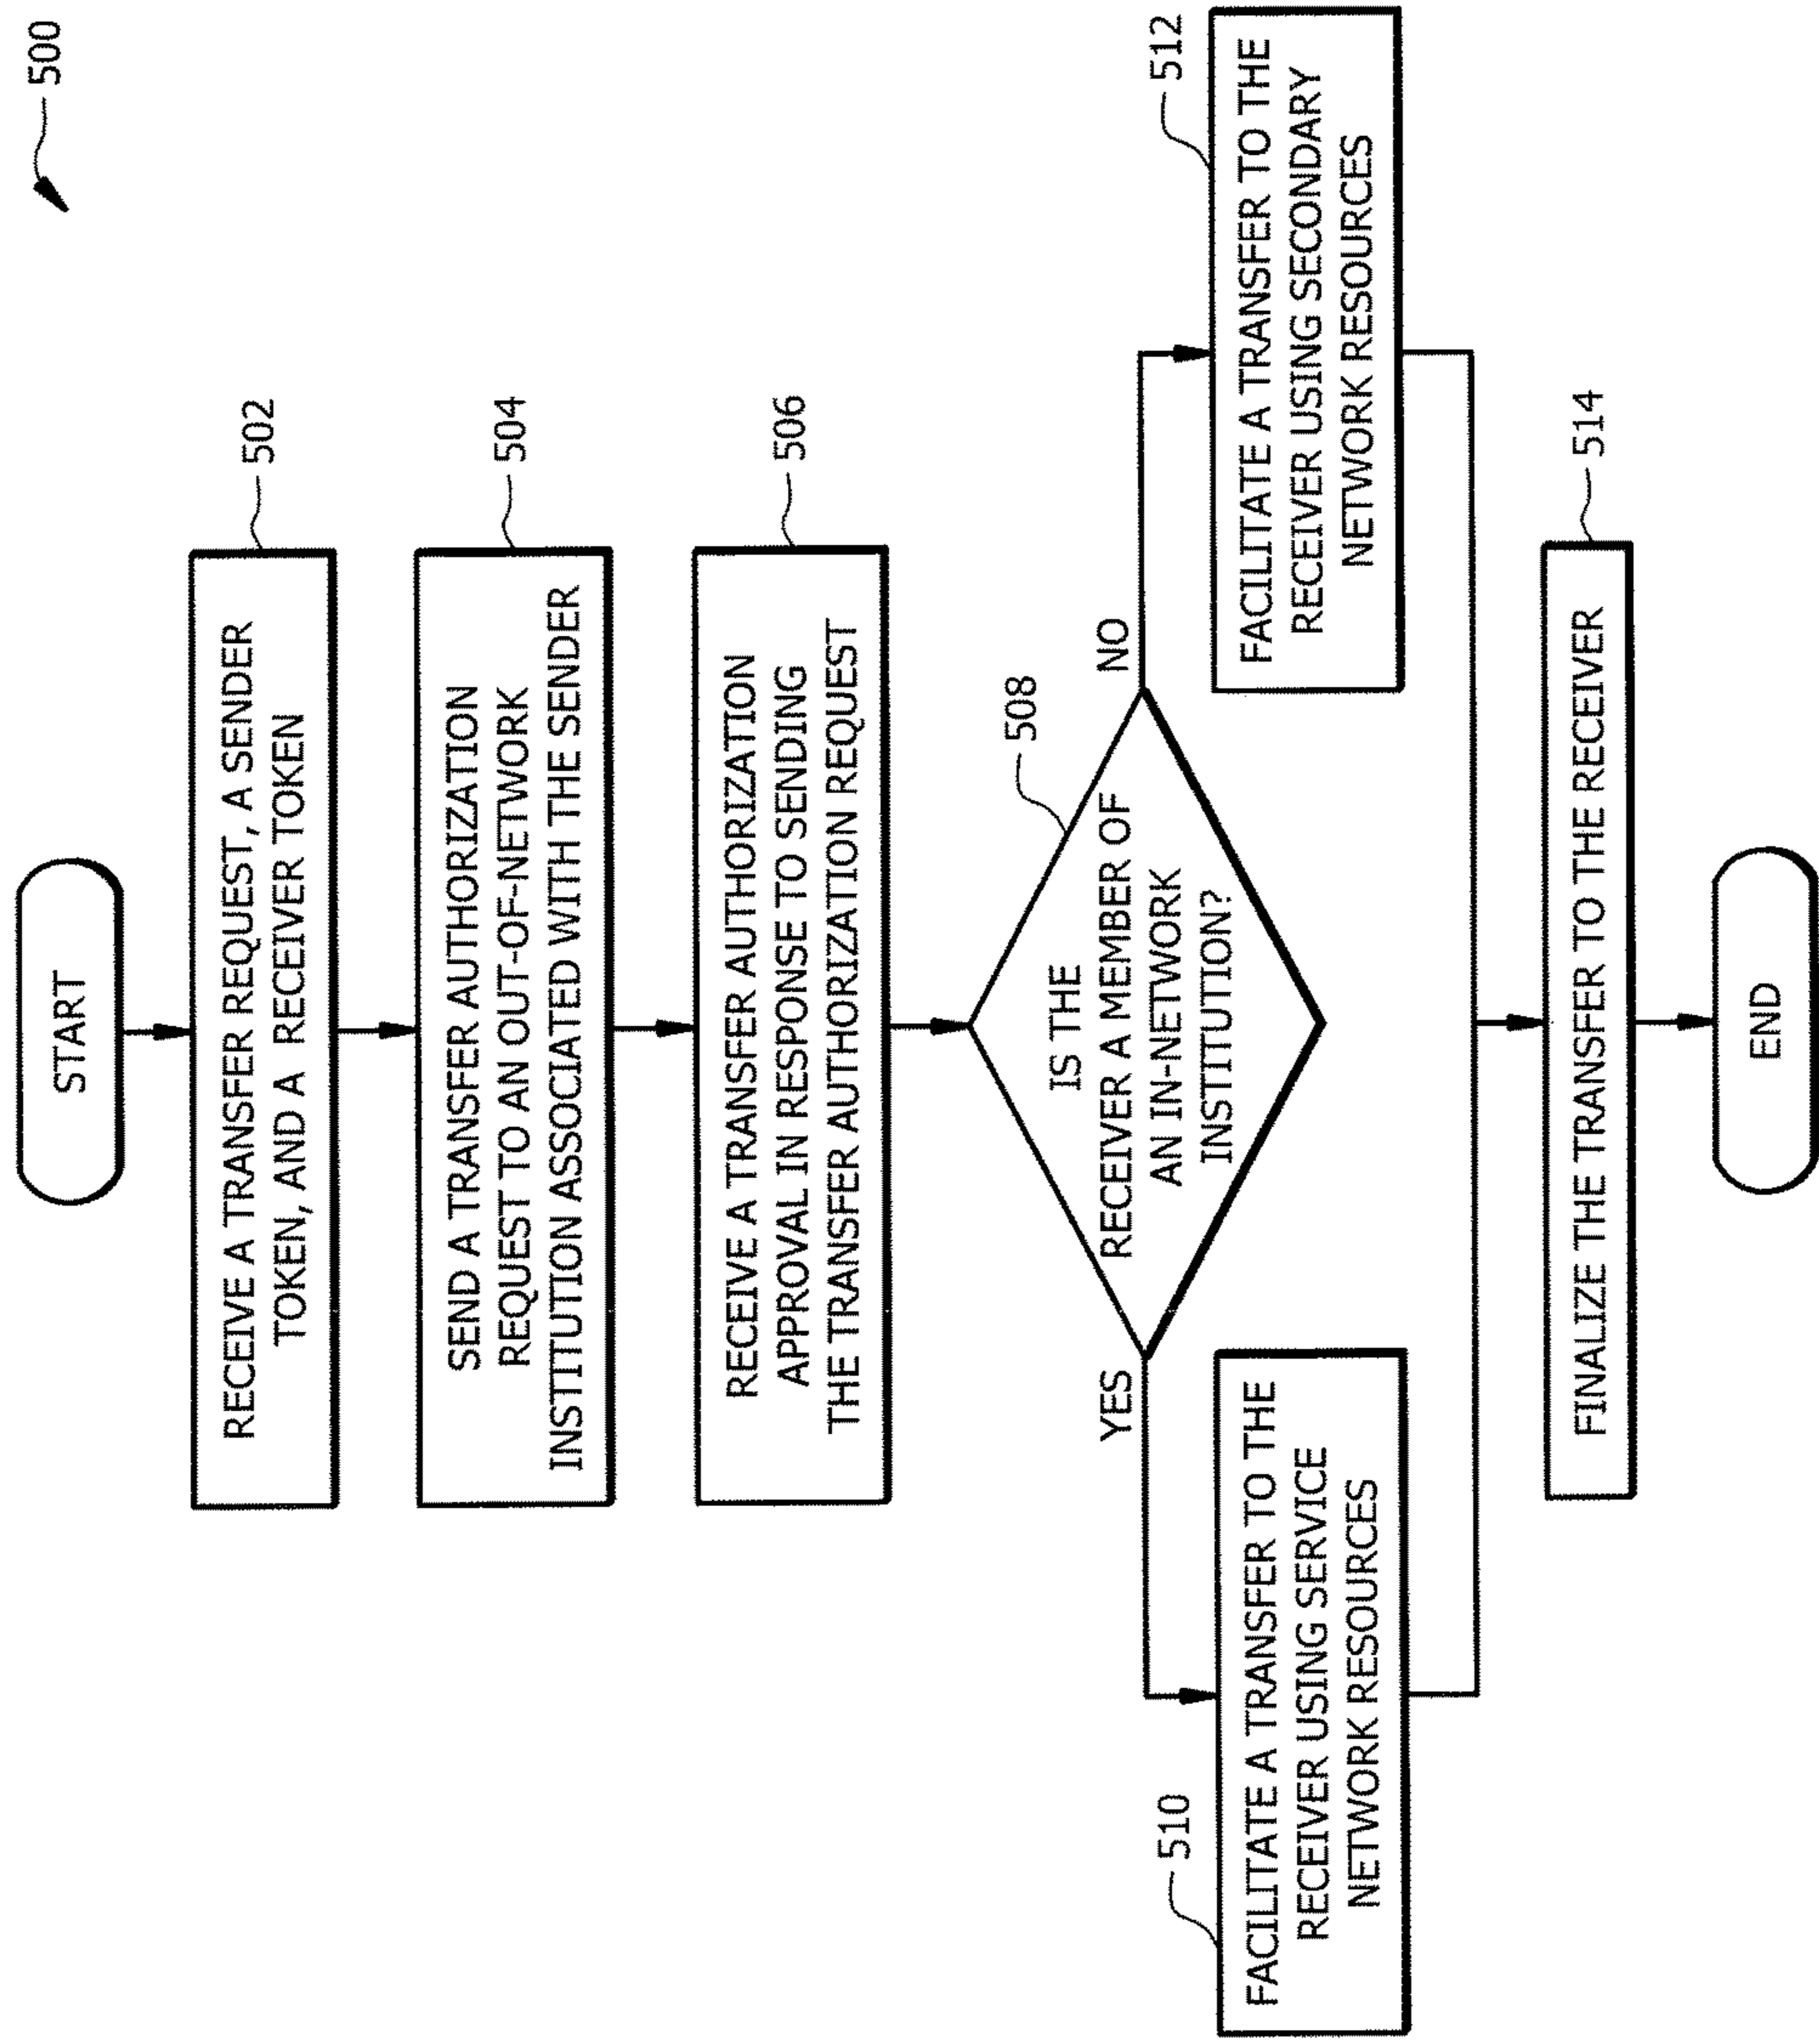 500
START
RECEIVE A TRANSFER REQUEST, A SENDER
TOKEN, AND A RECEIVER TOKEN
502
SEND A TRANSFER AUTHORIZATION
REQUEST TO AN OUT-OF-NETWORK
INSTITUTION ASSOCIATED WITH THE SENDER
504
RECEIVE A TRANSFER AUTHORIZATION
APPROVAL IN RESPONSE TO SENDING
THE TRANSFER AUTHORIZATION REQUEST
506
IS THE
RECEIVER A MEMBER OF
AN IN-NETWORK
INSTITUTION?
508
YES
NO
510
FACILITATE A TRANSFER TO THE
RECEIVER USING SERVICE
NETWORK RESOURCES
512
FACILITATE A TRANSFER TO THE
RECEIVER USING SECONDARY
NETWORK RESOURCES
FINALIZE THE TRANSFER TO THE RECEIVER
514
END